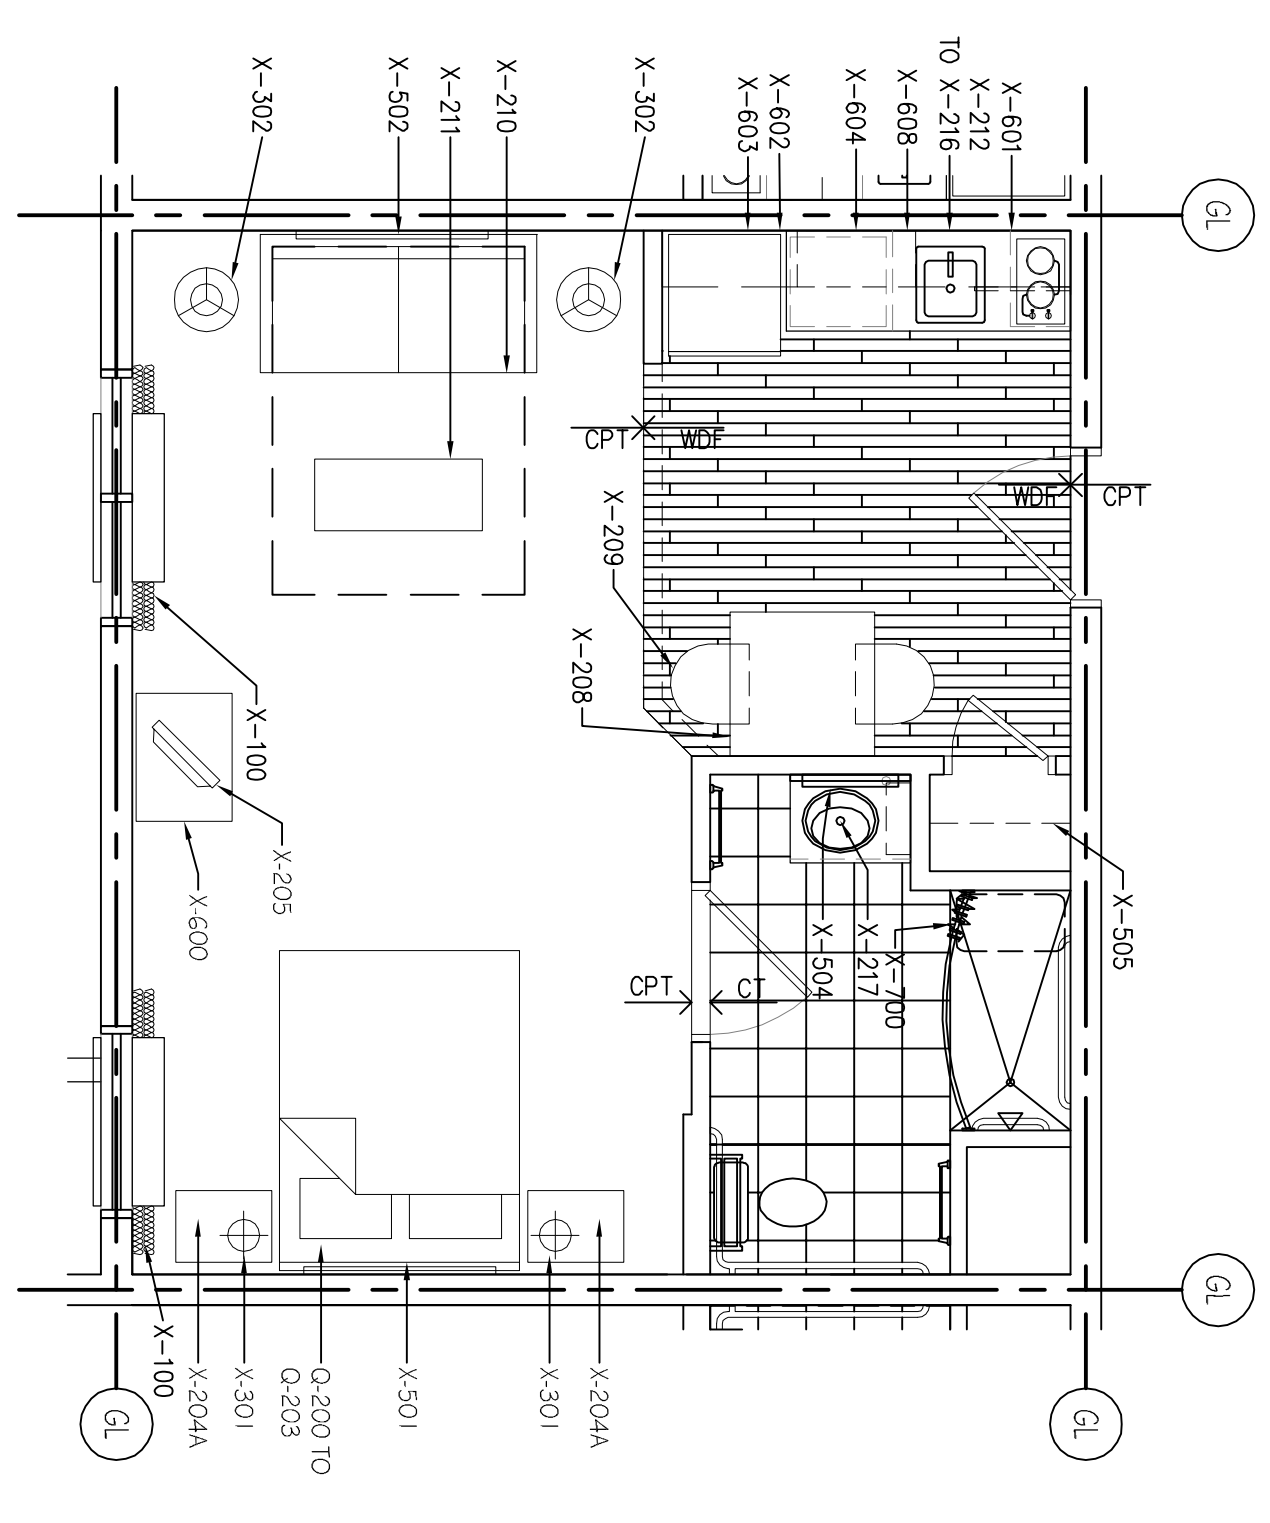 GL
GL
GL
GL
X-302
X-502
X-211
X-210
X-302
X-603
X-602
X-604
X-608
X-212
TO X-216
X-601
CPT
WDF
WDF
CPT
X-209
X-208
X-100
X-205
X-600
X-505
X-504
X-217
X-700
CPT
CT
X-100
X-204A
X-301
Q-200 TO
Q-203
X-501
X-301
X-204A